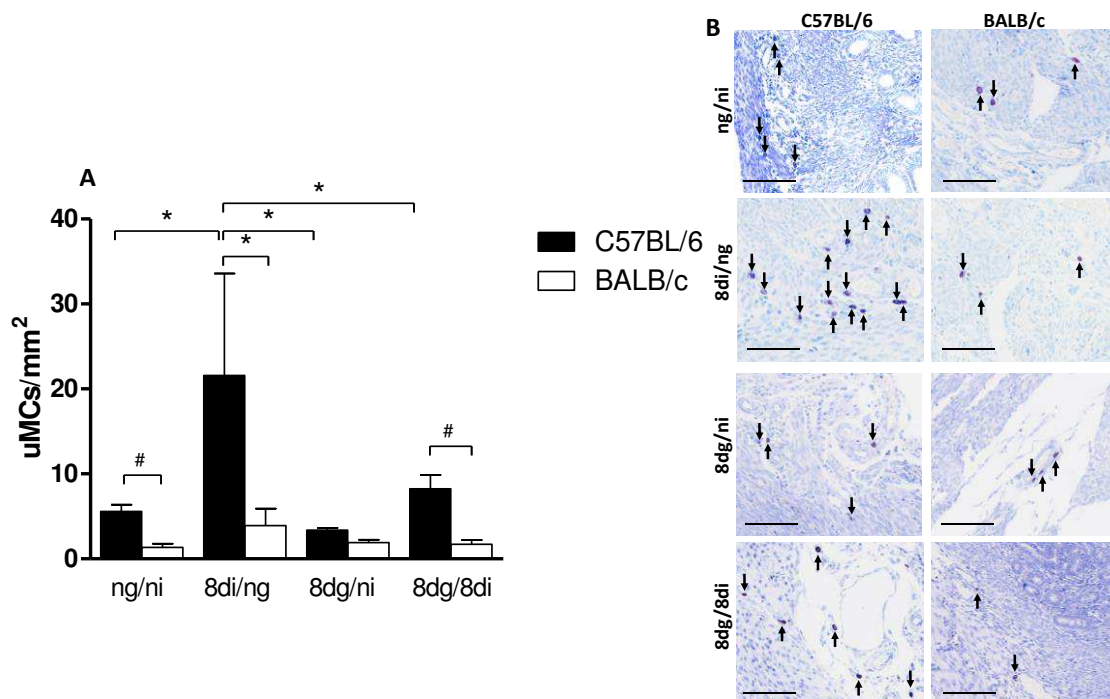 A
*
*
*
*
40
30
20
10
0
uMCs/mm²
#
#
C57BL/6
BALB/c
ng/ni
8di/ng
8dg/ni
8dg/8di
B
C57BL/6
BALB/c
ng/ni
8di/ng
8dg/ni
8dg/8di